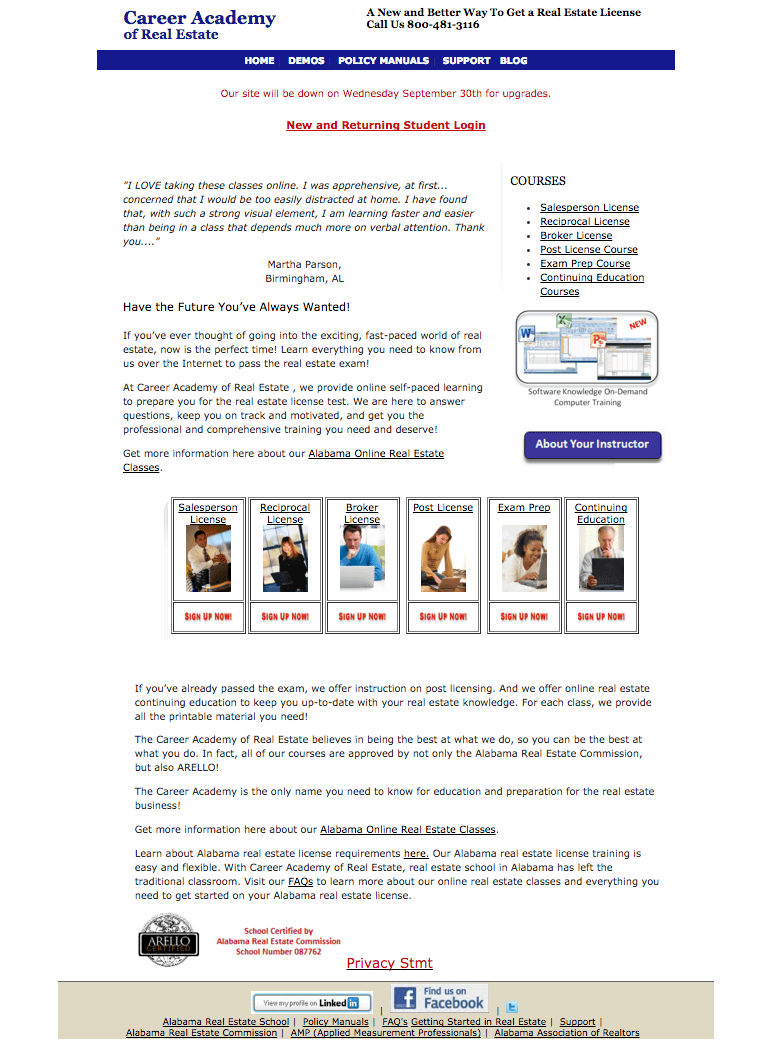 Career Academy
of Real Estate
A New and Better Way To Get a Real Estate License
Call Us 800-481-3116
HOME | DEMOS | POLICY MANUALS | SUPPORT BLOG
Our site will be down on Wednesday September 30th for upgrades.
New and Returning Student Login
"I LOVE taking these classes online. I was apprehensive, at first...
concerned that I would be too easily distracted at home. I have found
that, with such a strong visual element, I am learning faster and easier
than being in a class that depends much more on verbal attention. Thank
you...."
Martha Parson,
Birmingham, AL
Have the Future You've Always Wanted!
If you've ever thought of going into the exciting, fast-paced world of real
estate, now is the perfect time! Learn everything you need to know from
us over the Internet to pass the real estate exam!
At Career Academy of Real Estate , we provide online self-paced learning
to prepare you for the real estate license test. We are here to answer
questions, keep you on track and motivated, and get you the
professional and comprehensive training you need and deserve!
Get more information here about our Alabama Online Real Estate
Classes.
COURSES
• Salesperson License
• Reciprocal License
• Broker License
• Post License Course
• Exam Prep Course
• Continuing Education
Courses
NEW
Software Knowledge On-Demand
Computer Training
About Your Instructor
Salesperson License
Reciprocal License
Broker License
Post License
Exam Prep
Continuing Education
SIGN UP NOW! SIGN UP NOW! SIGN UP NOW! SIGN UP NOW! SIGN UP NOW! SIGN UP NOW!
If you've already passed the exam, we offer instruction on post licensing. And we offer online real estate
continuing education to keep you up-to-date with your real estate knowledge. For each class, we provide
all the printable material you need!
The Career Academy of Real Estate believes in being the best at what we do, so you can be the best at
what you do. In fact, all of our courses are approved by not only the Alabama Real Estate Commission,
but also ARELLO!
The Career Academy is the only name you need to know for education and preparation for the real estate
business!
Get more information here about our Alabama Online Real Estate Classes.
Learn about Alabama real estate license requirements here. Our Alabama real estate license training is
easy and flexible. With Career Academy of Real Estate, real estate school in Alabama has left the
traditional classroom. Visit our FAQs to learn more about our online real estate classes and everything you
need to get started on your Alabama real estate license.
ARELLO
CERTIFIED
School Certified by
Alabama Real Estate Commission
School Number 087762
Privacy Stmt
View my profile on Linked in | Find us on Facebook | t
Alabama Real Estate School | Policy Manuals | FAQ's Getting Started in Real Estate | Support |
Alabama Real Estate Commission | AMP (Applied Measurement Professionals) | Alabama Association of Realtors